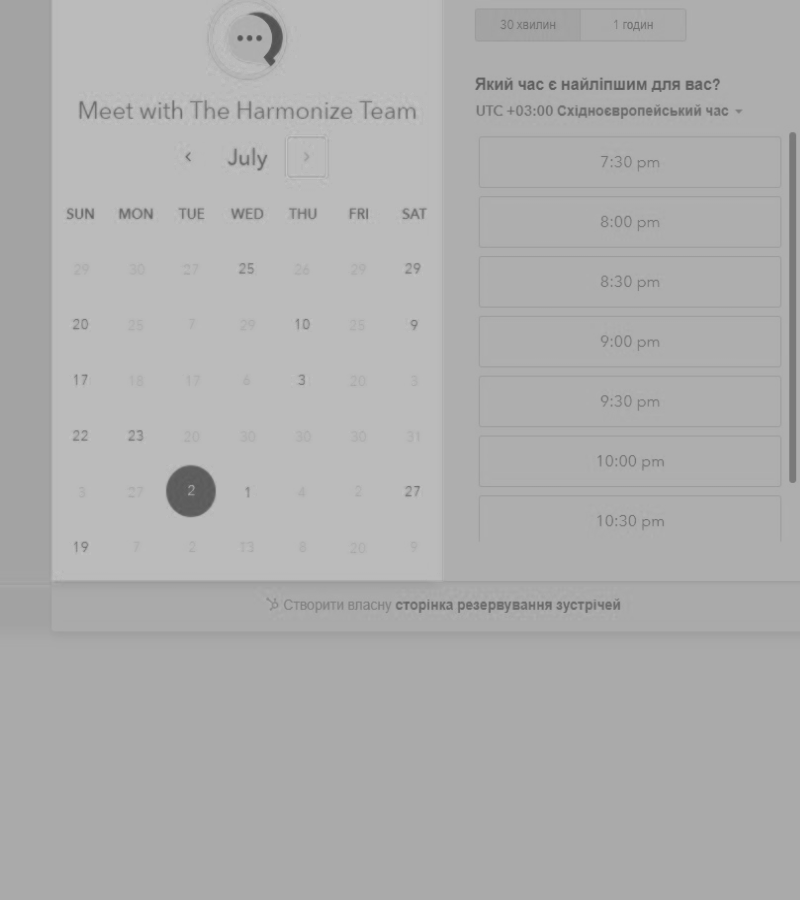 Meet with The Harmonize Team
July
SUN MON TUE WED THU FRI SAT
29 30 27 25 26 29 29
20 25 7 29 10 25 9
17 18 17 6 3 20 3
22 23 20 30 30 30 31
3 27 2 1 4 2 27
19 7 2 13 8 20 9
30 хвилин 1 годин
Який час є найліпшим для вас?
UTC +03:00 Східноєвропейський час
7:30 pm
8:00 pm
8:30 pm
9:00 pm
9:30 pm
10:00 pm
10:30 pm
Створити власну сторінка резервування зустрічей